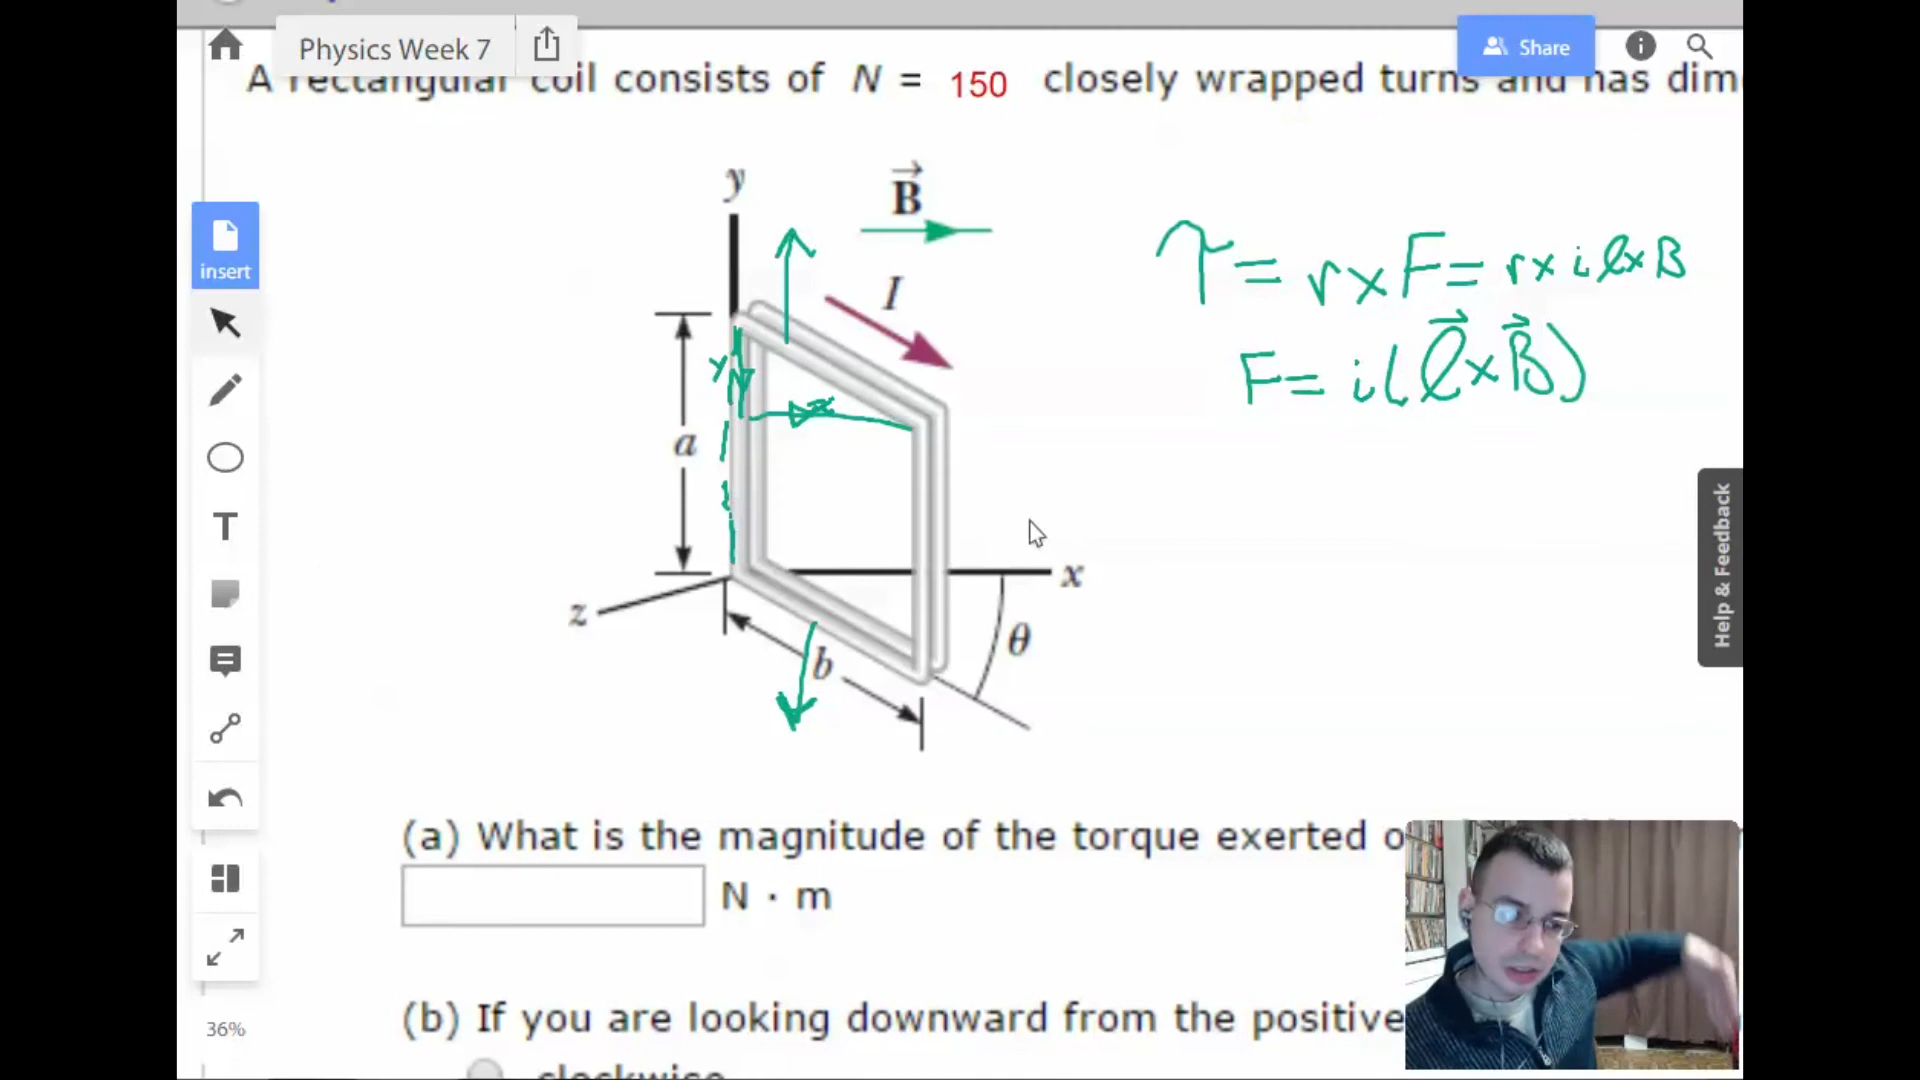 Physics Week 7
Share
A rectangular coil consists of N = 150 closely wrapped turns and has dim
insert
y
B
I
τ = r x F = r x i l x B
F = i ( l x B )
y
x
a
x
z
θ
b
T
Help & Feedback
(a) What is the magnitude of the torque exerted o
N · m
(b) If you are looking downward from the positive
clockwise
36%